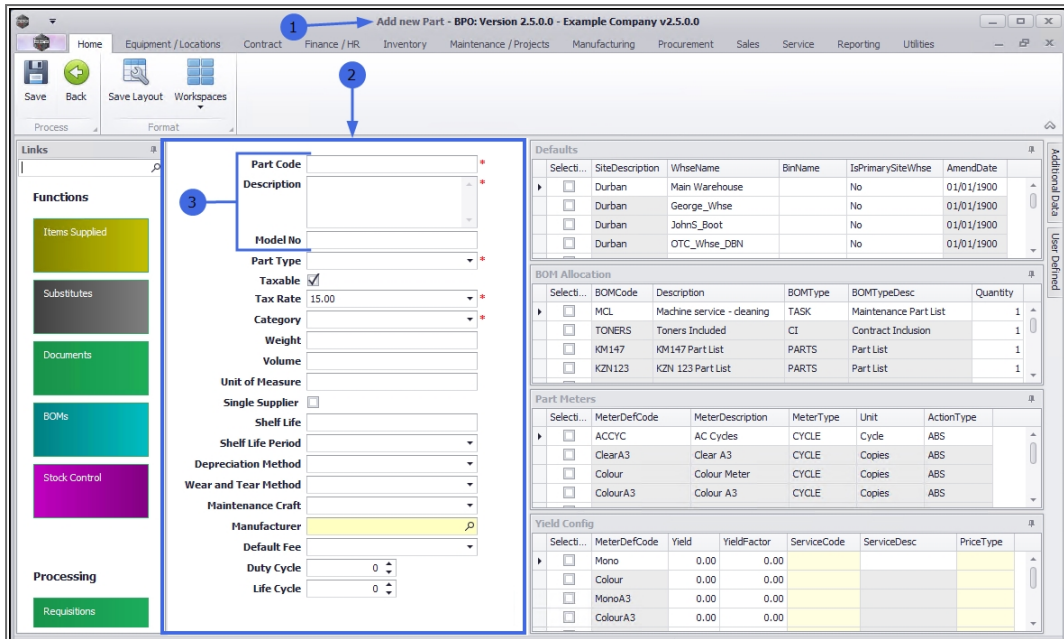 Add new Part - BPO: Version 2.5.0.0 - Example Company v2.5.0.0
1
Home Equipment / Locations Contract Finance / HR Inventory Maintenance / Projects Manufacturing Procurement Sales Service Reporting Utilities
2
Save Back Save Layout Workspaces
Process Format
Links
Functions
Items Supplied
Substitutes
Documents
BOMs
Stock Control
Processing
Requisitions
3
Part Code *
Description *
Model No
Part Type *
Taxable
Tax Rate 15.00 *
Category *
Weight
Volume
Unit of Measure
Single Supplier
Shelf Life
Shelf Life Period
Depreciation Method
Wear and Tear Method
Maintenance Craft
Manufacturer
Default Fee
Duty Cycle 0
Life Cycle 0
Defaults
Selecti... SiteDescription WhseName BinName IsPrimarySiteWhse AmendDate
Durban Main Warehouse No 01/01/1900
Durban George_Whse No 01/01/1900
Durban JohnS_Boot No 01/01/1900
Durban OTC_Whse_DBN No 01/01/1900
BOM Allocation
Selecti... BOMCode Description BOMType BOMTypeDesc Quantity
MCL Machine service - cleaning TASK Maintenance Part List 1
TONERS Toners Included CI Contract Inclusion 1
KM147 KM147 Part List PARTS Part List 1
KZN123 KZN 123 Part List PARTS Part List 1
Part Meters
Selecti... MeterDefCode MeterDescription MeterType Unit ActionType
ACCYC AC Cycles CYCLE Cycle ABS
ClearA3 Clear A3 CYCLE Copies ABS
Colour Colour Meter CYCLE Copies ABS
ColourA3 Colour A3 CYCLE Copies ABS
Yield Config
Selecti... MeterDefCode Yield YieldFactor ServiceCode ServiceDesc PriceType
Mono 0.00 0.00
Colour 0.00 0.00
MonoA3 0.00 0.00
ColourA3 0.00 0.00
Additional Data
User Defined